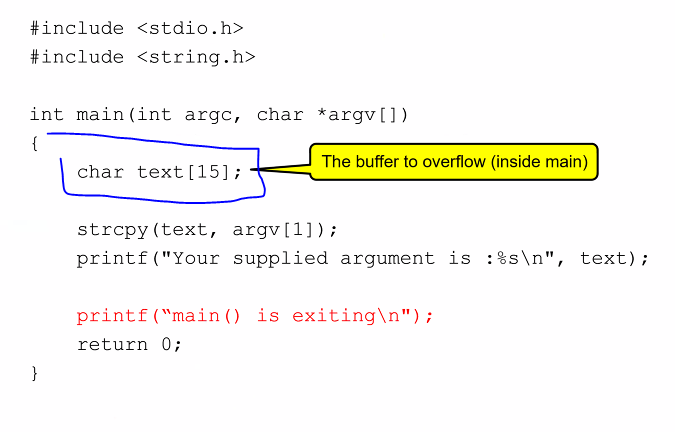 #include <stdio.h>
#include <string.h>
int main(int argc, char *argv[])
{
char text[15];
The buffer to overflow (inside main)
strcpy(text, argv[1]);
printf("Your supplied argument is :%s\n", text);
printf(“main() is exiting\n");
return 0;
}